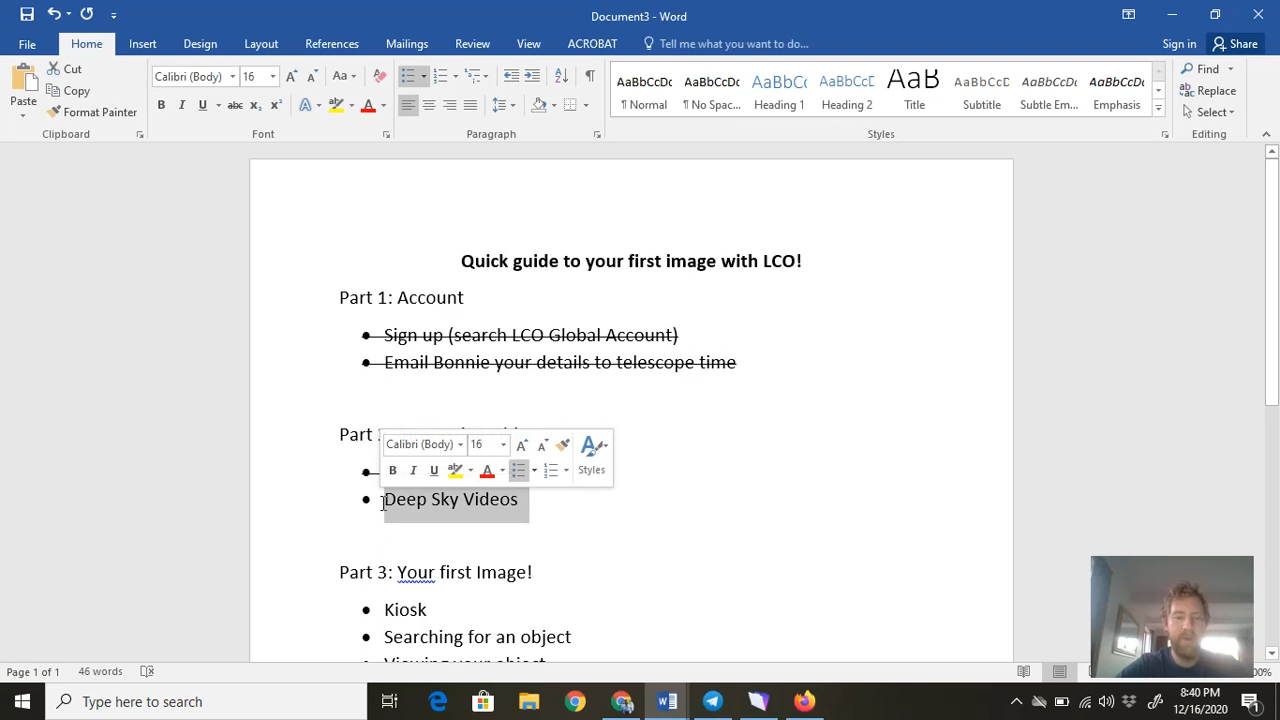 Document3 - Word
File Home Insert Design Layout References Mailings Review View ACROBAT Tell me what you want to do... Sign in Share
Paste
Cut
Copy
Format Painter
Calibri (Body) 16
AaBbCcDc AaBbCcDc AaBbCc AaBbCcD AaB AaBbCcD AaBbCcDc AaBbCcDc
¶ Normal ¶ No Spac... Heading 1 Heading 2 Title Subtitle Subtle Em... Emphasis
Find
Replace
Select
Clipboard Font Paragraph Styles Editing
Quick guide to your first image with LCO!
Part 1: Account
• Sign up (search LCO Global Account)
• Email Bonnie your details to telescope time
Part
Calibri (Body) 16
B I U Styles
• Deep Sky Videos
Part 3: Your first Image!
• Kiosk
• Searching for an object
Viewing your object
Page 1 of 1 46 words
Type here to search
8:40 PM
12/16/2020